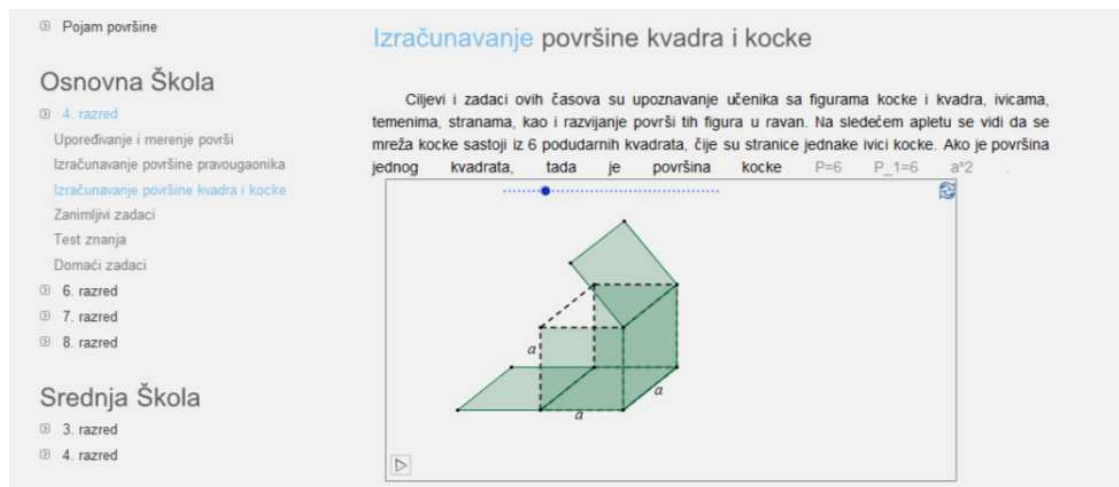 Pojam površine
Osnovna Škola
4. razred
Upoređivanje i merenje površi
Izračunavanje površine pravougaonika
Izračunavanje površine kvadra i kocke
Zanimljivi zadaci
Test znanja
Domaći zadaci
6. razred
7. razred
8. razred
Srednja Škola
3. razred
4. razred
Izračunavanje površine kvadra i kocke
Ciljevi i zadaci ovih časova su upoznavanje učenika sa figurama kocke i kvadra, ivicama,
temenima, stranama, kao i razvijanje površi tih figura u ravan. Na sledećem apletu se vidi da se
mreža kocke sastoji iz 6 podudarnih kvadrata, čije su stranice jednake ivici kocke. Ako je površina
jednog kvadrata, tada je površina kocke P=6 P_1=6 a^2 .
a
a
a